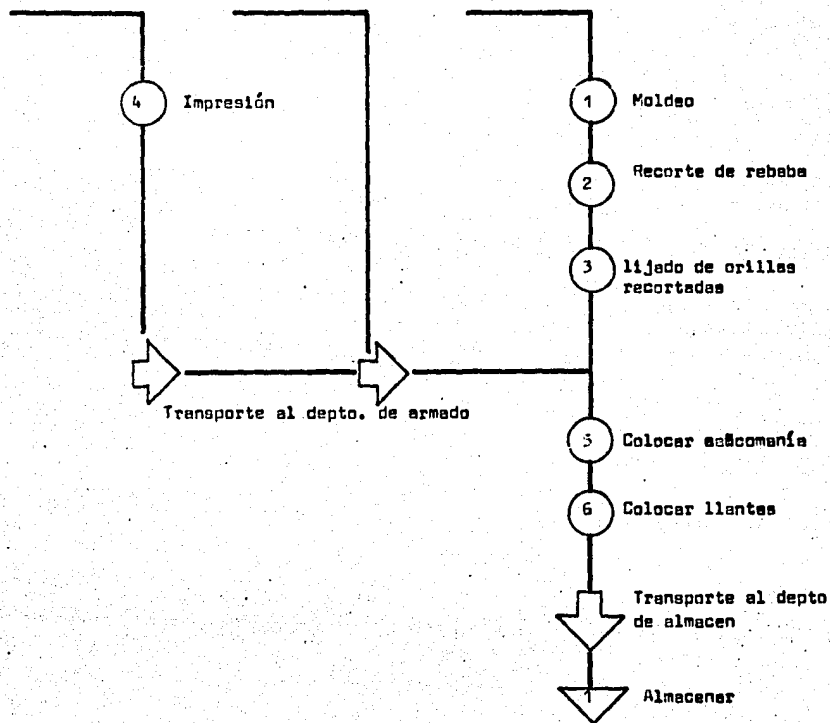 4 Impresión
1 Moldeo
2 Recorte de rebaba
3 lijado de orillas
recortadas
Transporte al depto. de armado
5 Colocar
6 Colocar llantas
Transporte al depto
de almacen
1 Almacenar